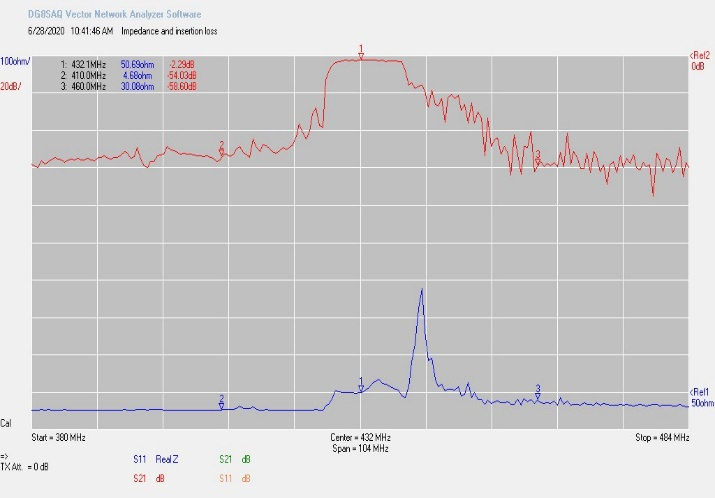 DG8SAQ Vector Network Analyzer Software
6/28/2020 10:41:46 AM Impedance and insertion loss
1
100ohm/
20dB/
1: 432.1MHz 50.69ohm -2.29dB
2: 410.0MHz 4.68ohm -54.03dB
3: 460.0MHz 30.08ohm -58.60dB
<Ref2
0dB
2
3
1
2
3
<Ref1
50ohm
Cal
Start = 380 MHz
Center = 432 MHz
Span = 104 MHz
Stop = 484 MHz
=>
TX Att. = 0 dB
S11 Real Z S21 dB
S21 dB S11 dB